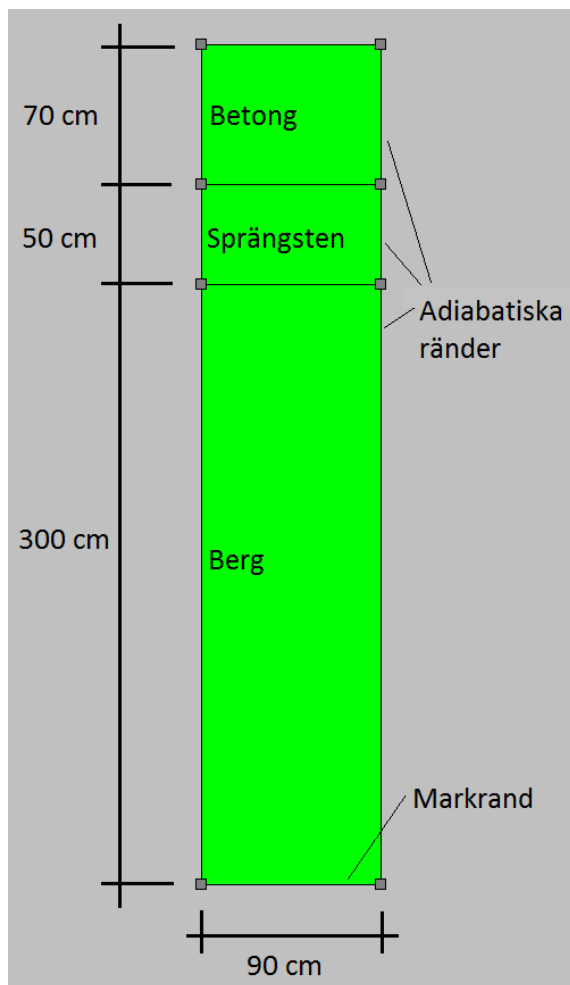 70 cm
Betong
50 cm
Sprängsten
Adiabatiska
ränder
300 cm
Berg
Markrand
90 cm